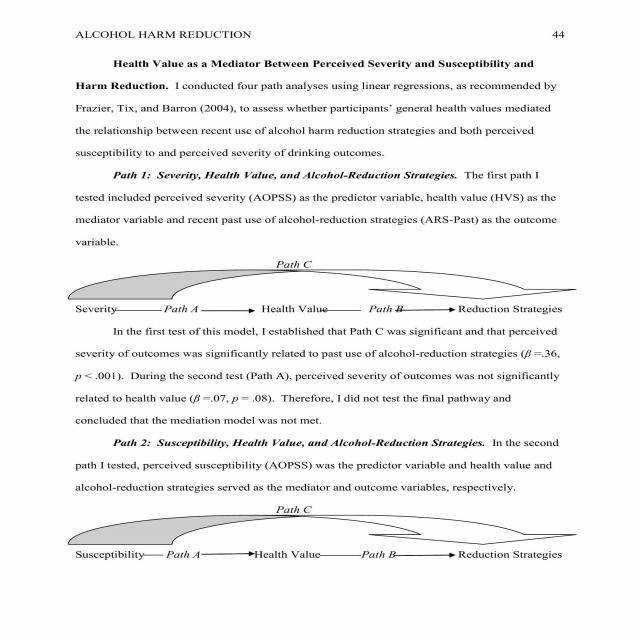 ALCOHOL HARM REDUCTION 44
Health Value as a Mediator Between Perceived Severity and Susceptibility and
Harm Reduction. I conducted four path analyses using linear regressions, as recommended by
Frazier, Tix, and Barron (2004), to assess whether participants' general health values mediated
the relationship between recent use of alcohol harm reduction strategies and both perceived
susceptibility to and perceived severity of drinking outcomes.
Path 1: Severity, Health Value, and Alcohol-Reduction Strategies. The first path I
tested included perceived severity (AOPSS) as the predictor variable, health value (HVS) as the
mediator variable and recent past use of alcohol-reduction strategies (ARS-Past) as the outcome
variable.
Path C
Severity Path A Health Value Path B Reduction Strategies
In the first test of this model, I established that Path C was significant and that perceived
severity of outcomes was significantly related to past use of alcohol-reduction strategies (β =.36,
p < .001). During the second test (Path A), perceived severity of outcomes was not significantly
related to health value (β =.07, p = .08). Therefore, I did not test the final pathway and
concluded that the mediation model was not met.
Path 2: Susceptibility, Health Value, and Alcohol-Reduction Strategies. In the second
path I tested, perceived susceptibility (AOPSS) was the predictor variable and health value and
alcohol-reduction strategies served as the mediator and outcome variables, respectively.
Path C
Susceptibility Path A Health Value Path B Reduction Strategies